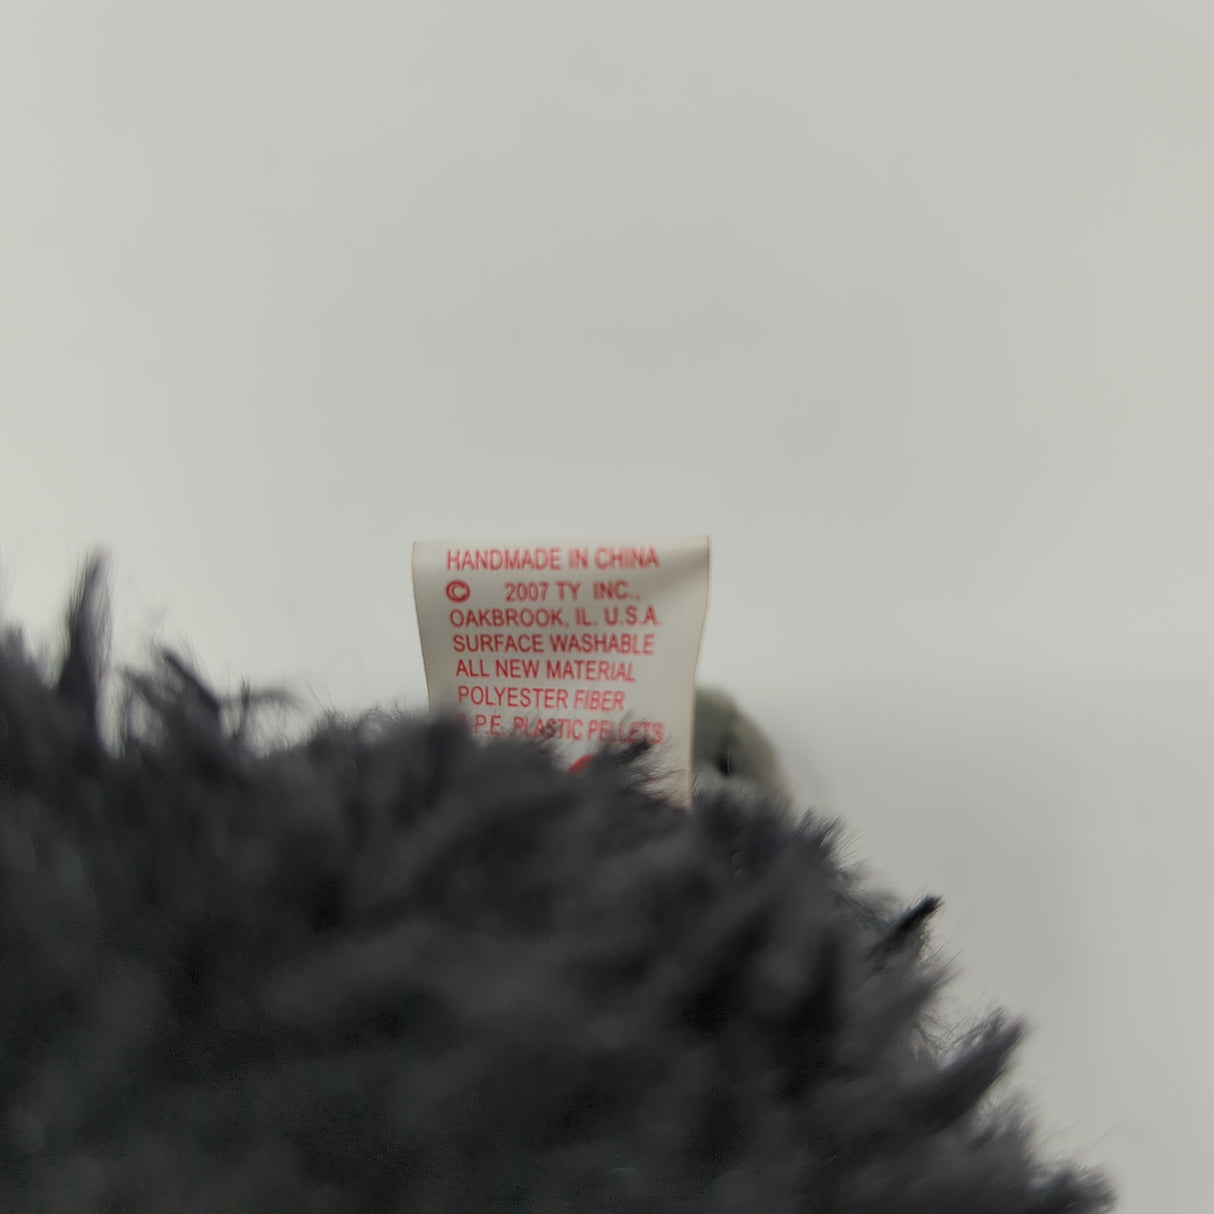 HANDMADE IN CHINA
© 2007 TY INC.,
OAKBROOK, IL. U.S.A.
SURFACE WASHABLE
ALL NEW MATERIAL
POLYESTER FIBER
P.E. PLASTIC PELLETS